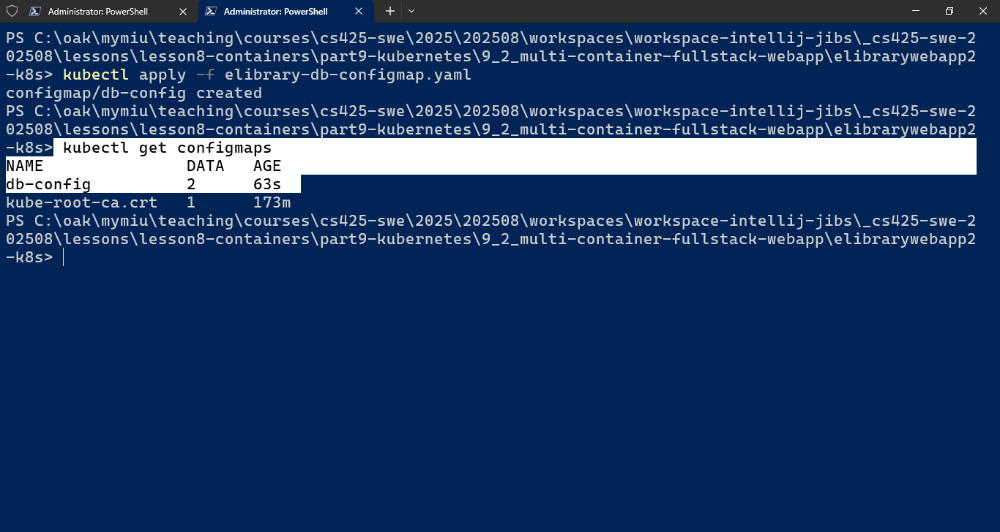 Administrator: PowerShell
Administrator: PowerShell
PS C:\oak\mymiu\teaching\courses\cs425-swe\2025\202508\workspaces\workspace-intellij-jibs\_cs425-swe-2
02508\lessons\lesson8-containers\part9-kubernetes\9_2_multi-container-fullstack-webapp\elibrarywebapp2
-k8s> kubectl apply -f elibrary-db-configmap.yaml
configmap/db-config created
PS C:\oak\mymiu\teaching\courses\cs425-swe\2025\202508\workspaces\workspace-intellij-jibs\_cs425-swe-2
02508\lessons\lesson8-containers\part9-kubernetes\9_2_multi-container-fullstack-webapp\elibrarywebapp2
-k8s> kubectl get configmaps
NAME               DATA   AGE
db-config          2      63s
kube-root-ca.crt   1      173m
PS C:\oak\mymiu\teaching\courses\cs425-swe\2025\202508\workspaces\workspace-intellij-jibs\_cs425-swe-2
02508\lessons\lesson8-containers\part9-kubernetes\9_2_multi-container-fullstack-webapp\elibrarywebapp2
-k8s>